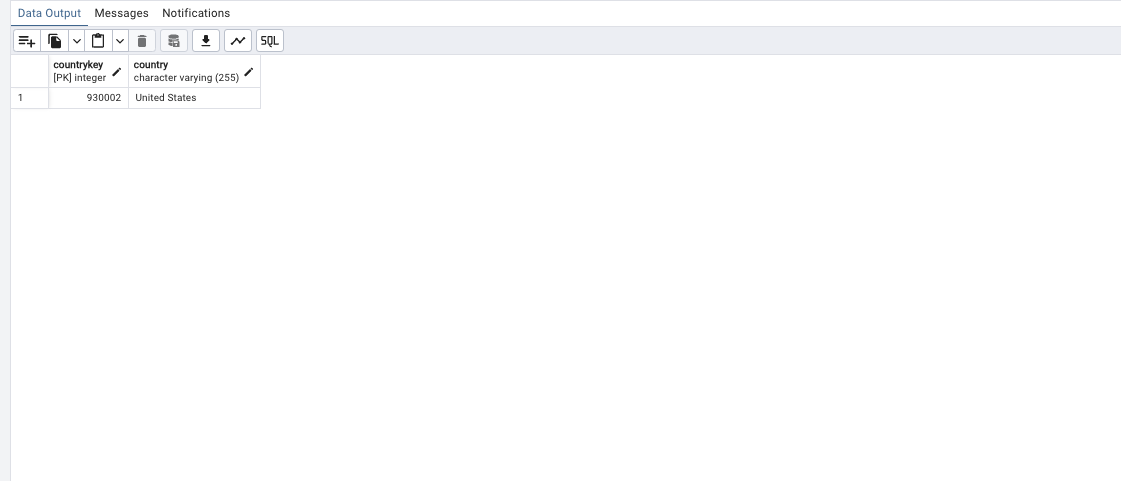 Data Output Messages Notifications
SQL
countrykey country
[PK] integer character varying (255)
1 930002 United States